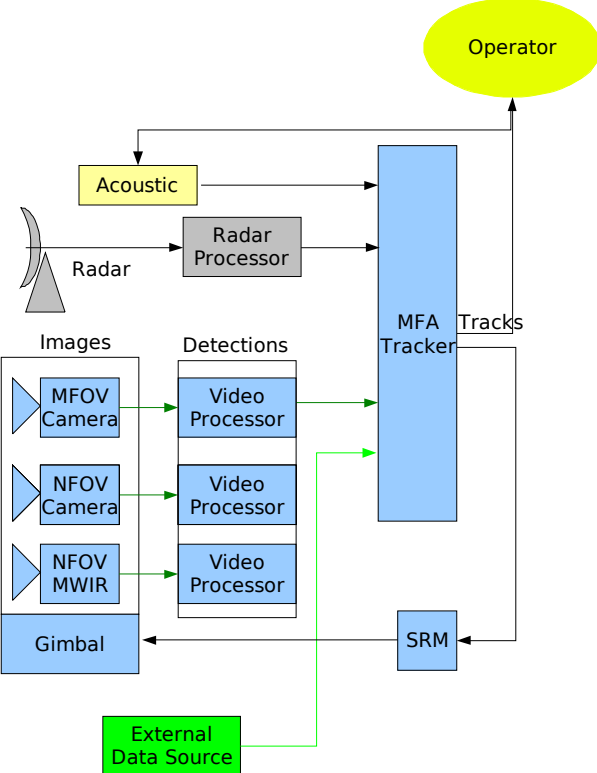 Operator
Acoustic
Radar
Processor
Radar
MFA
Tracker
Tracks
Images
Detections
MFOV
Camera
Video
Processor
NFOV
Camera
Video
Processor
NFOV
MWIR
Video
Processor
Gimbal
SRM
External
Data Source